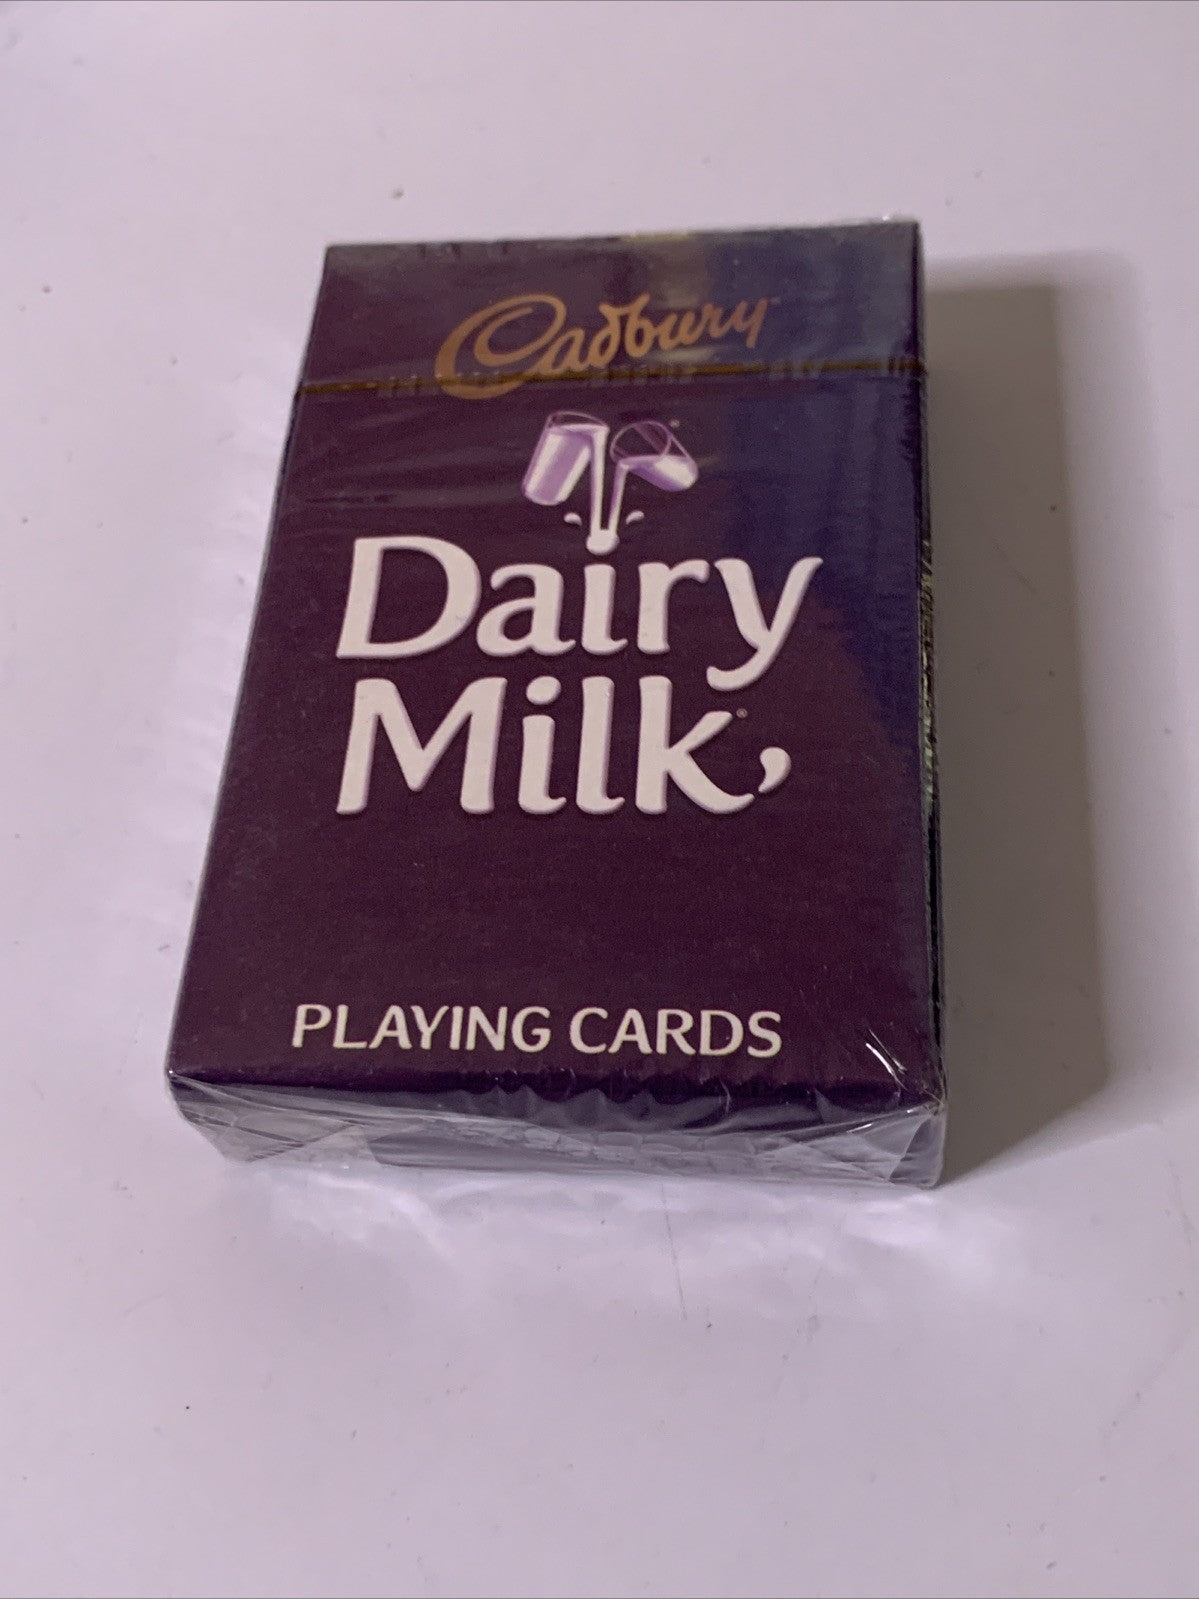 Cadbury
Dairy
Milk,
PLAYING CARDS